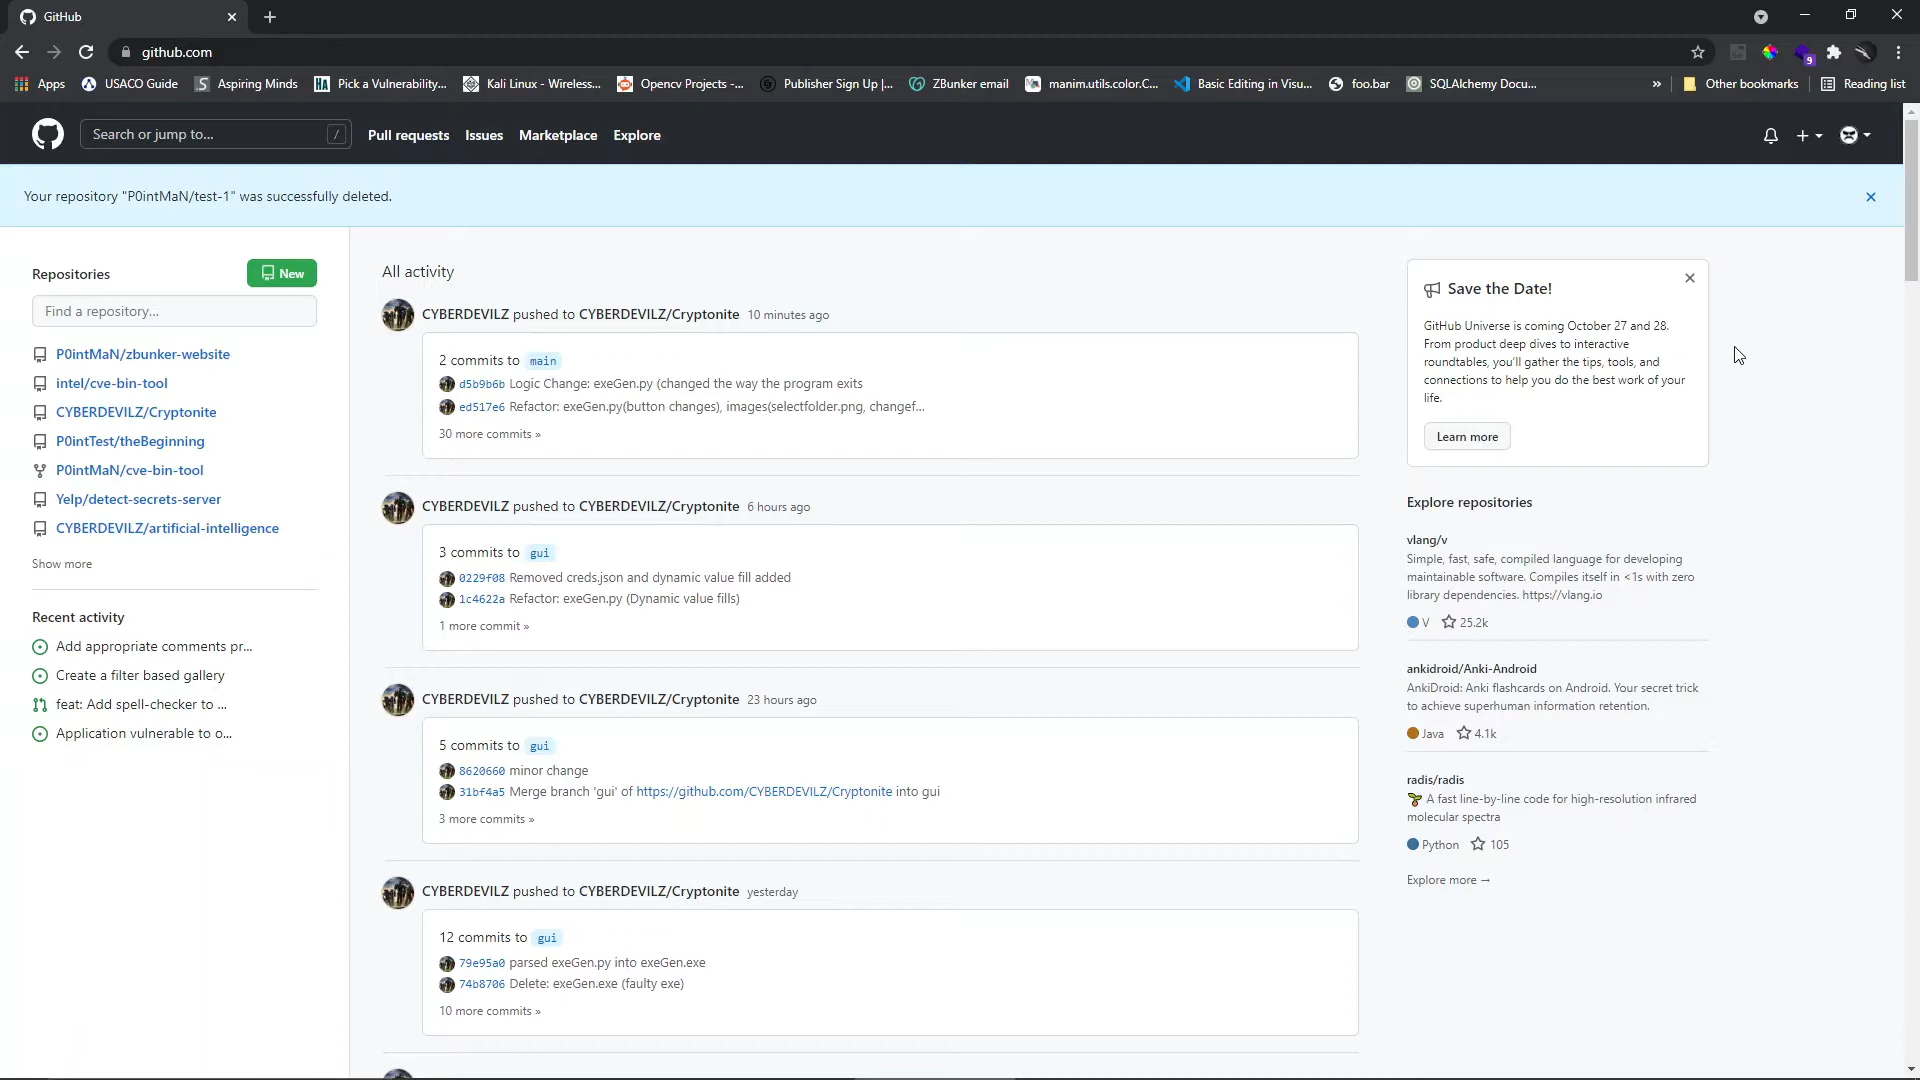 GitHub
github.com
9
Apps
USACO Guide
Aspiring Minds
Pick a Vulnerability...
Kali Linux - Wireless...
Opencv Projects -...
Publisher Sign Up |...
ZBunker email
manim.utils.color.C...
Basic Editing in Visu...
foo.bar
SQLAlchemy Docu...
»
Other bookmarks
Reading list
Search or jump to...
/
Pull requests
Issues
Marketplace
Explore
Your repository "P0intMaN/test-1" was successfully deleted.
Repositories
New
Find a repository...
P0intMaN/zbunker-website
intel/cve-bin-tool
CYBERDEVILZ/Cryptonite
P0intTest/theBeginning
P0intMaN/cve-bin-tool
Yelp/detect-secrets-server
CYBERDEVILZ/artificial-intelligence
Show more
Recent activity
Add appropriate comments pr...
Create a filter based gallery
feat: Add spell-checker to ...
Application vulnerable to o...
All activity
CYBERDEVILZ pushed to CYBERDEVILZ/Cryptonite 10 minutes ago
2 commits to main
d5b9b6b Logic Change: exeGen.py (changed the way the program exits
ed517e6 Refactor: exeGen.py(button changes), images(selectfolder.png, changef...
30 more commits »
CYBERDEVILZ pushed to CYBERDEVILZ/Cryptonite 6 hours ago
3 commits to gui
0229f08 Removed creds.json and dynamic value fill added
1c4622a Refactor: exeGen.py (Dynamic value fills)
1 more commit »
CYBERDEVILZ pushed to CYBERDEVILZ/Cryptonite 23 hours ago
5 commits to gui
8620660 minor change
31bf4a5 Merge branch 'gui' of https://github.com/CYBERDEVILZ/Cryptonite into gui
3 more commits »
CYBERDEVILZ pushed to CYBERDEVILZ/Cryptonite yesterday
12 commits to gui
79e95a0 parsed exeGen.py into exeGen.exe
74b8706 Delete: exeGen.exe (faulty exe)
10 more commits »
Save the Date!
GitHub Universe is coming October 27 and 28.
From product deep dives to interactive
roundtables, you'll gather the tips, tools, and
connections to help you do the best work of your
life.
Learn more
Explore repositories
vlang/v
Simple, fast, safe, compiled language for developing
maintainable software. Compiles itself in <1s with zero
library dependencies. https://vlang.io
V 25.2k
ankidroid/Anki-Android
AnkiDroid: Anki flashcards on Android. Your secret trick
to achieve superhuman information retention.
Java 4.1k
radis/radis
A fast line-by-line code for high-resolution infrared
molecular spectra
Python 105
Explore more →